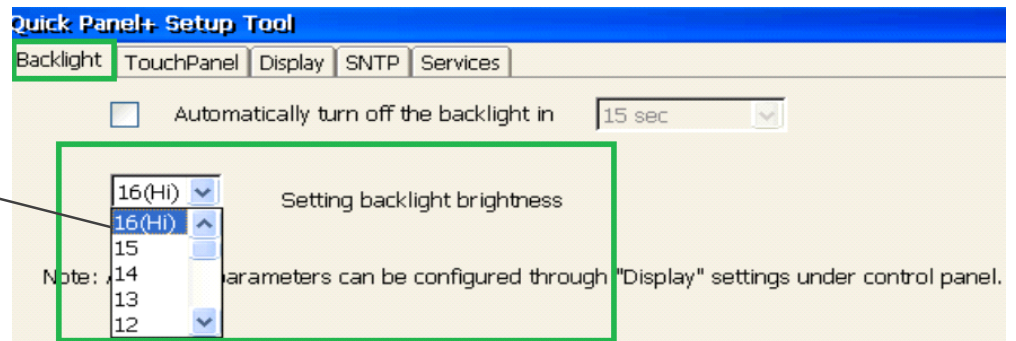 Quick Panel+ Setup Tool
Backlight TouchPanel Display SNTP Services
Automatically turn off the backlight in 15 sec
16(Hi) Setting backlight brightness
16(Hi)
15
14
Note: parameters can be configured through "Display" settings under control panel.
13
12